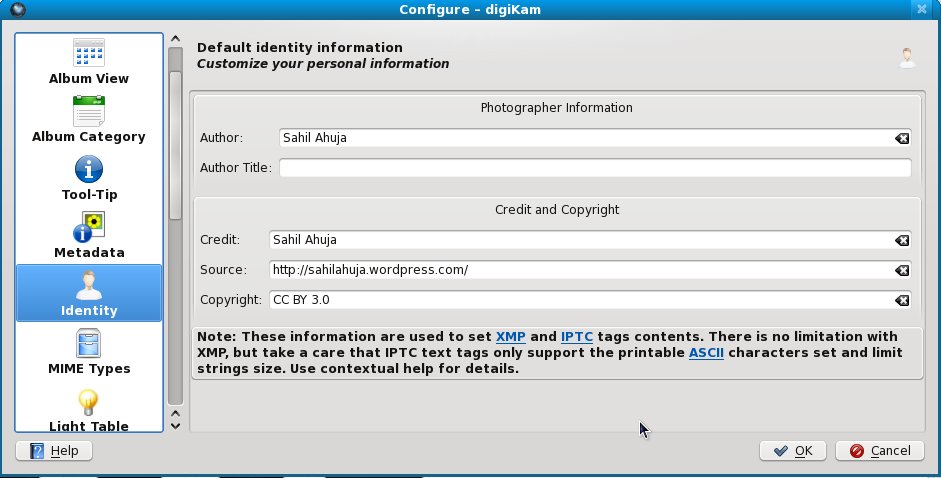 Configure – digiKam
Album View
Album Category
Tool-Tip
Metadata
Identity
MIME Types
Light Table
Default identity information
Customize your personal information
Photographer Information
Author: Sahil Ahuja
Author Title:
Credit and Copyright
Credit: Sahil Ahuja
Source: http://sahilahuja.wordpress.com/
Copyright: CC BY 3.0
Note: These information are used to set XMP and IPTC tags contents. There is no limitation with
XMP, but take a care that IPTC text tags only support the printable ASCII characters set and limit
strings size. Use contextual help for details.
Help
OK
Cancel